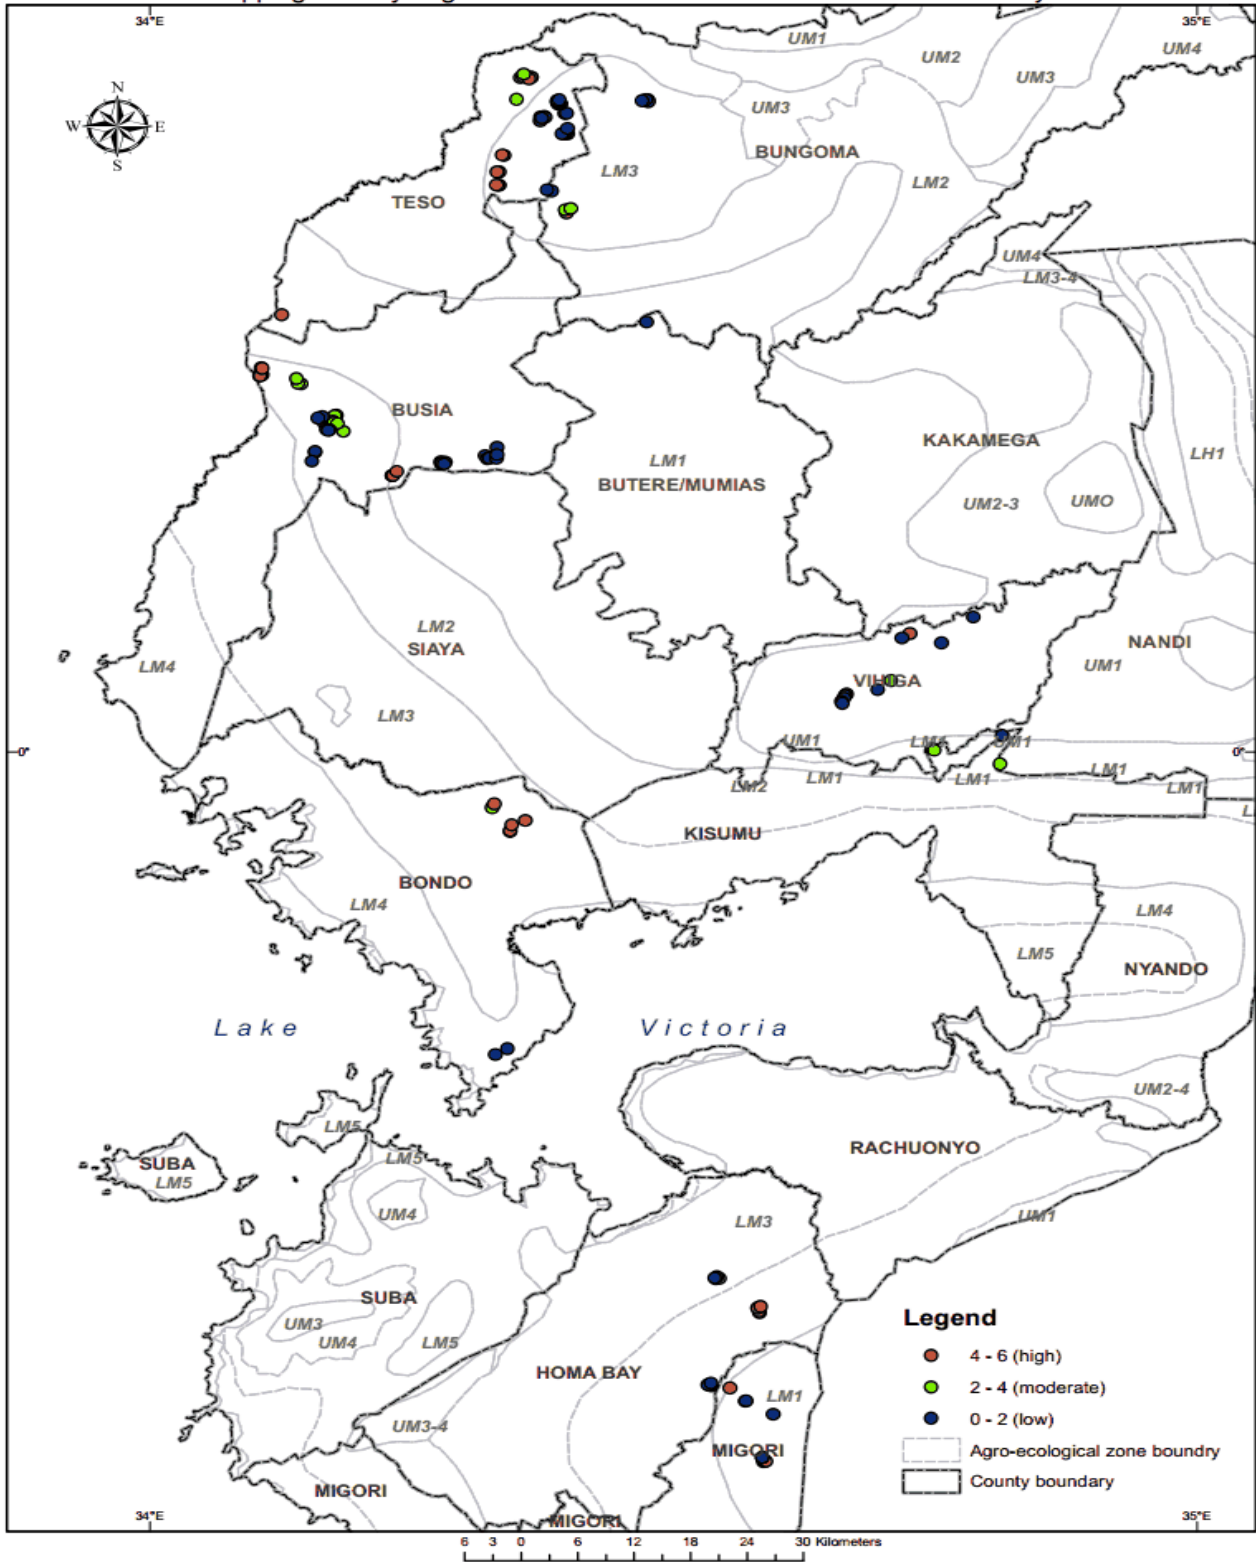 34°E
35°E
UM1
UM2
UM4
UM3
UM3
N
W E
S
BUNGOMA
LM3
LM2
TESO
UM4
LM3-4
BUSIA
KAKAMEGA
LM1
LH1
BUTERE/MUMIAS
UM2-3
UMO
LM2
SIAYA
NANDI
LM4
UM1
VIHIGA
LM3
UM1
LM1
UM1
0°
0°
LM1
LM1
LM1
LM2
LM1
KISUMU
BONDO
LM4
LM4
LM5
NYANDO
Lake
Victoria
UM2-4
LM5
RACHUONYO
SUBA
LM5
LM5
UM4
LM3
UM1
SUBA
UM3
UM4
LM5
Legend
4 - 6 (high)
HOMA BAY
2 - 4 (moderate)
LM1
0 - 2 (low)
UM3-4
MIGORI
Agro-ecological zone boundry
County boundary
MIGORI
34°E
MIGORI
35°E
6 3 0 6 12 18 24 30 Kilometers